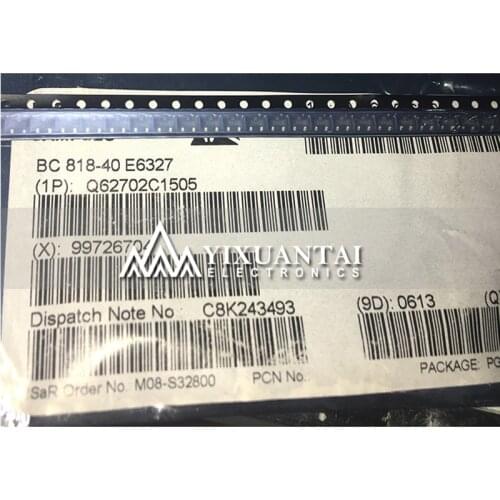 BC 818-40 E6327
(1P): Q62702C1505
(X): 99726704
YIXUANTAI
ELECTRONICS
Dispatch Note No: C8K243493
(9D): 0613
SaR Order No: M08-S32800
PCN No.:
PACKAGE: